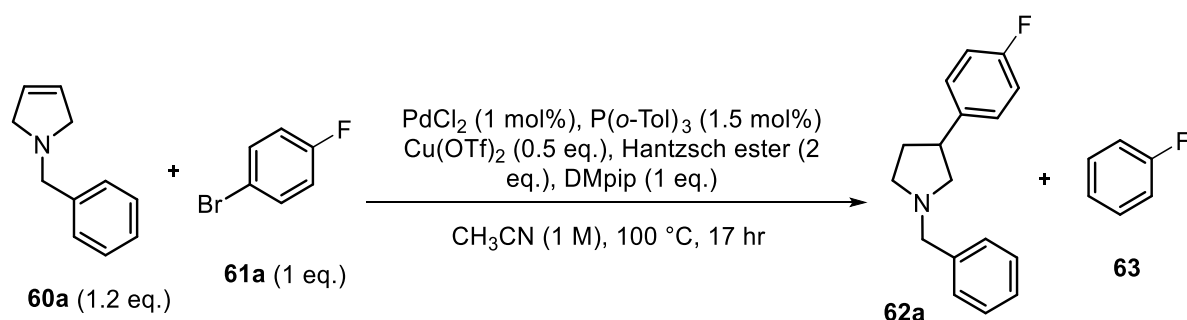 F
PdCl2 (1 mol%), P(o-Tol)3 (1.5 mol%)
Cu(OTf)2 (0.5 eq.), Hantzsch ester (2
eq.), DMpip (1 eq.)
CH3CN (1 M), 100 °C, 17 hr
N
+
F
Br
N
+
F
60a (1.2 eq.)
61a (1 eq.)
62a
63